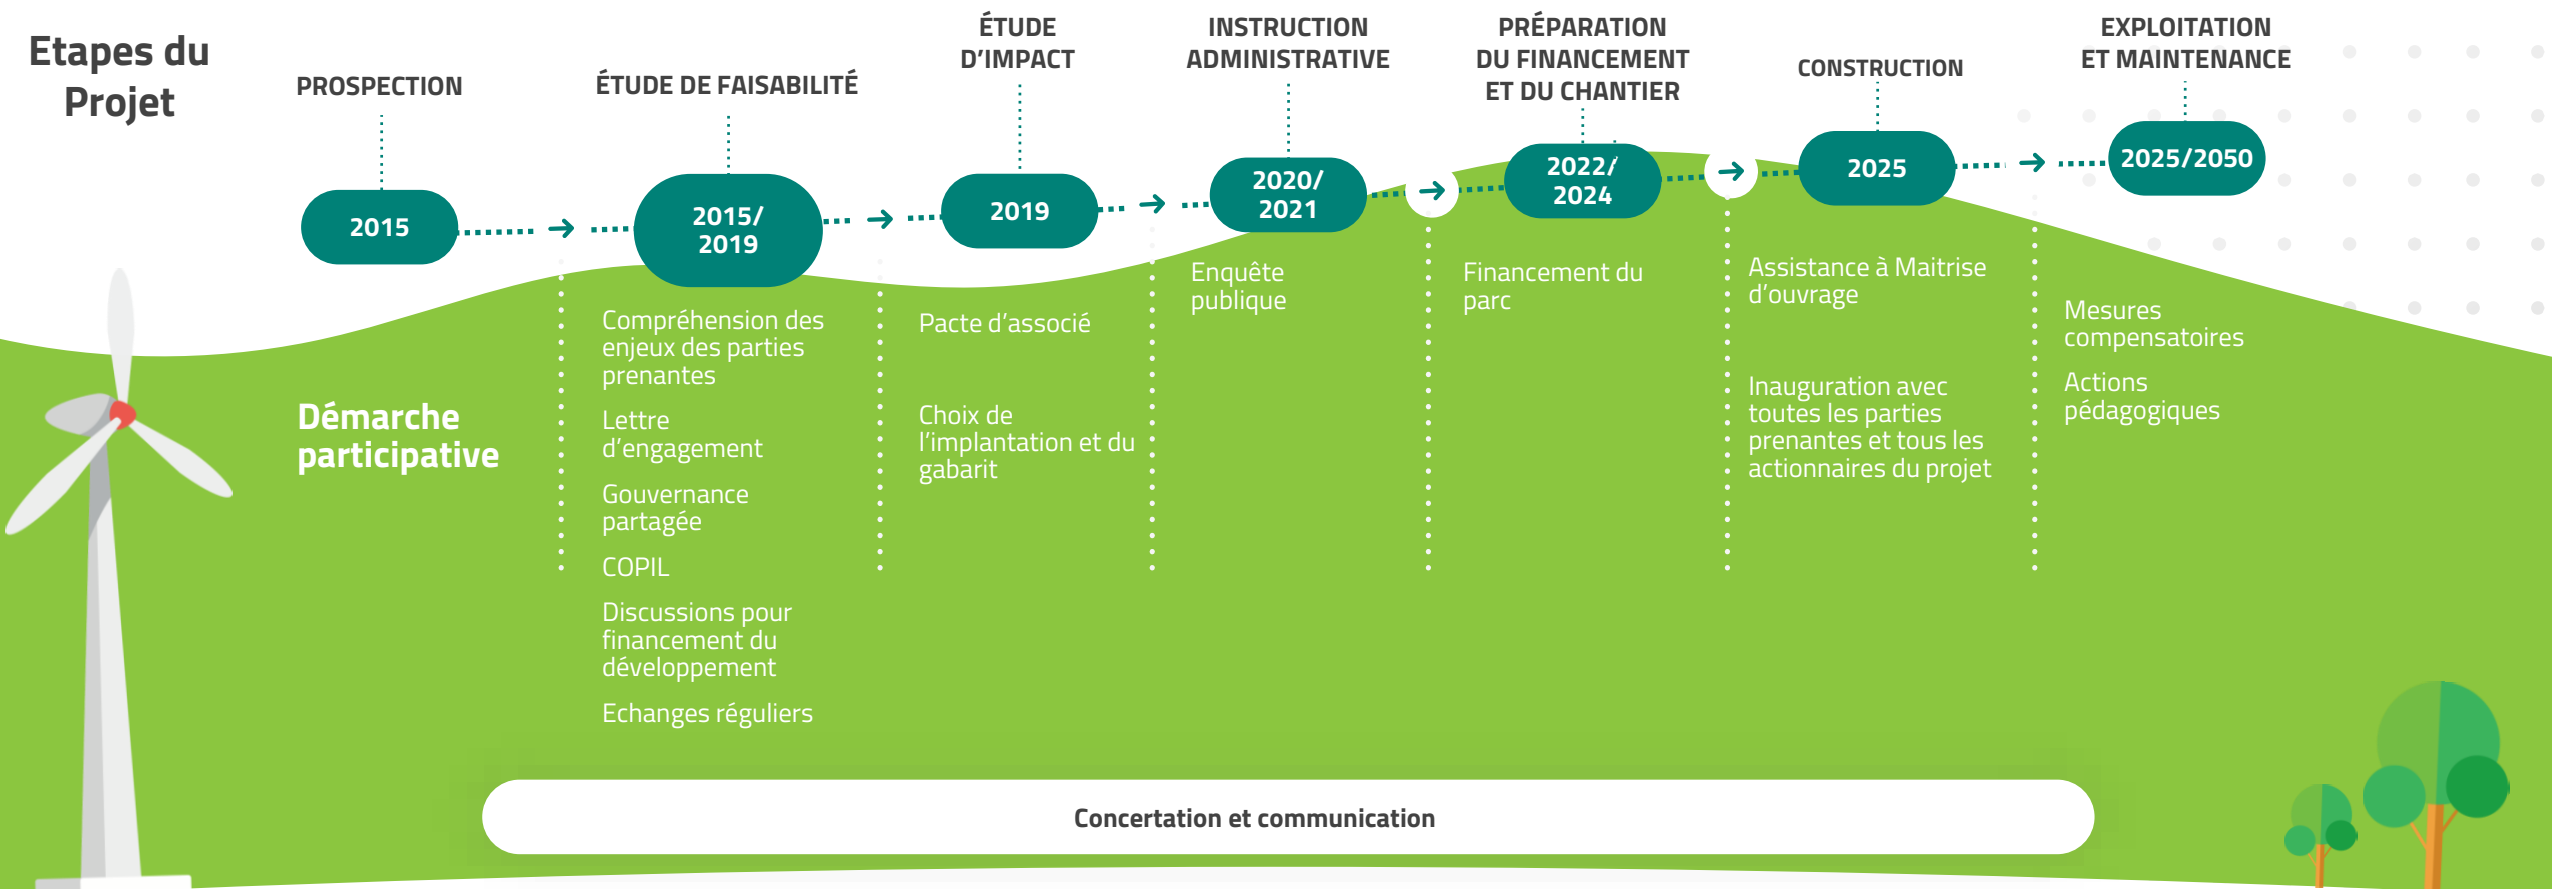 Etapes du
Projet
PROSPECTION
ÉTUDE DE FAISABILITÉ
ÉTUDE
D'IMPACT
INSTRUCTION
ADMINISTRATIVE
PRÉPARATION
DU FINANCEMENT
ET DU CHANTIER
CONSTRUCTION
EXPLOITATION
ET MAINTENANCE
2015
2015/
2019
2019
2020/
2021
2022/
2024
2025
2025/2050
Démarche
participative
Compréhension des
enjeux des parties
prenantes
Lettre
d'engagement
Gouvernance
partagée
COPIL
Discussions pour
financement du
développement
Echanges réguliers
Pacte d'associé
Choix de
l'implantation et du
gabarit
Enquête
publique
Financement du
parc
Assistance à Maitrise
d'ouvrage
Inauguration avec
toutes les parties
prenantes et tous les
actionnaires du projet
Mesures
compensatoires
Actions
pédagogiques
Concertation et communication